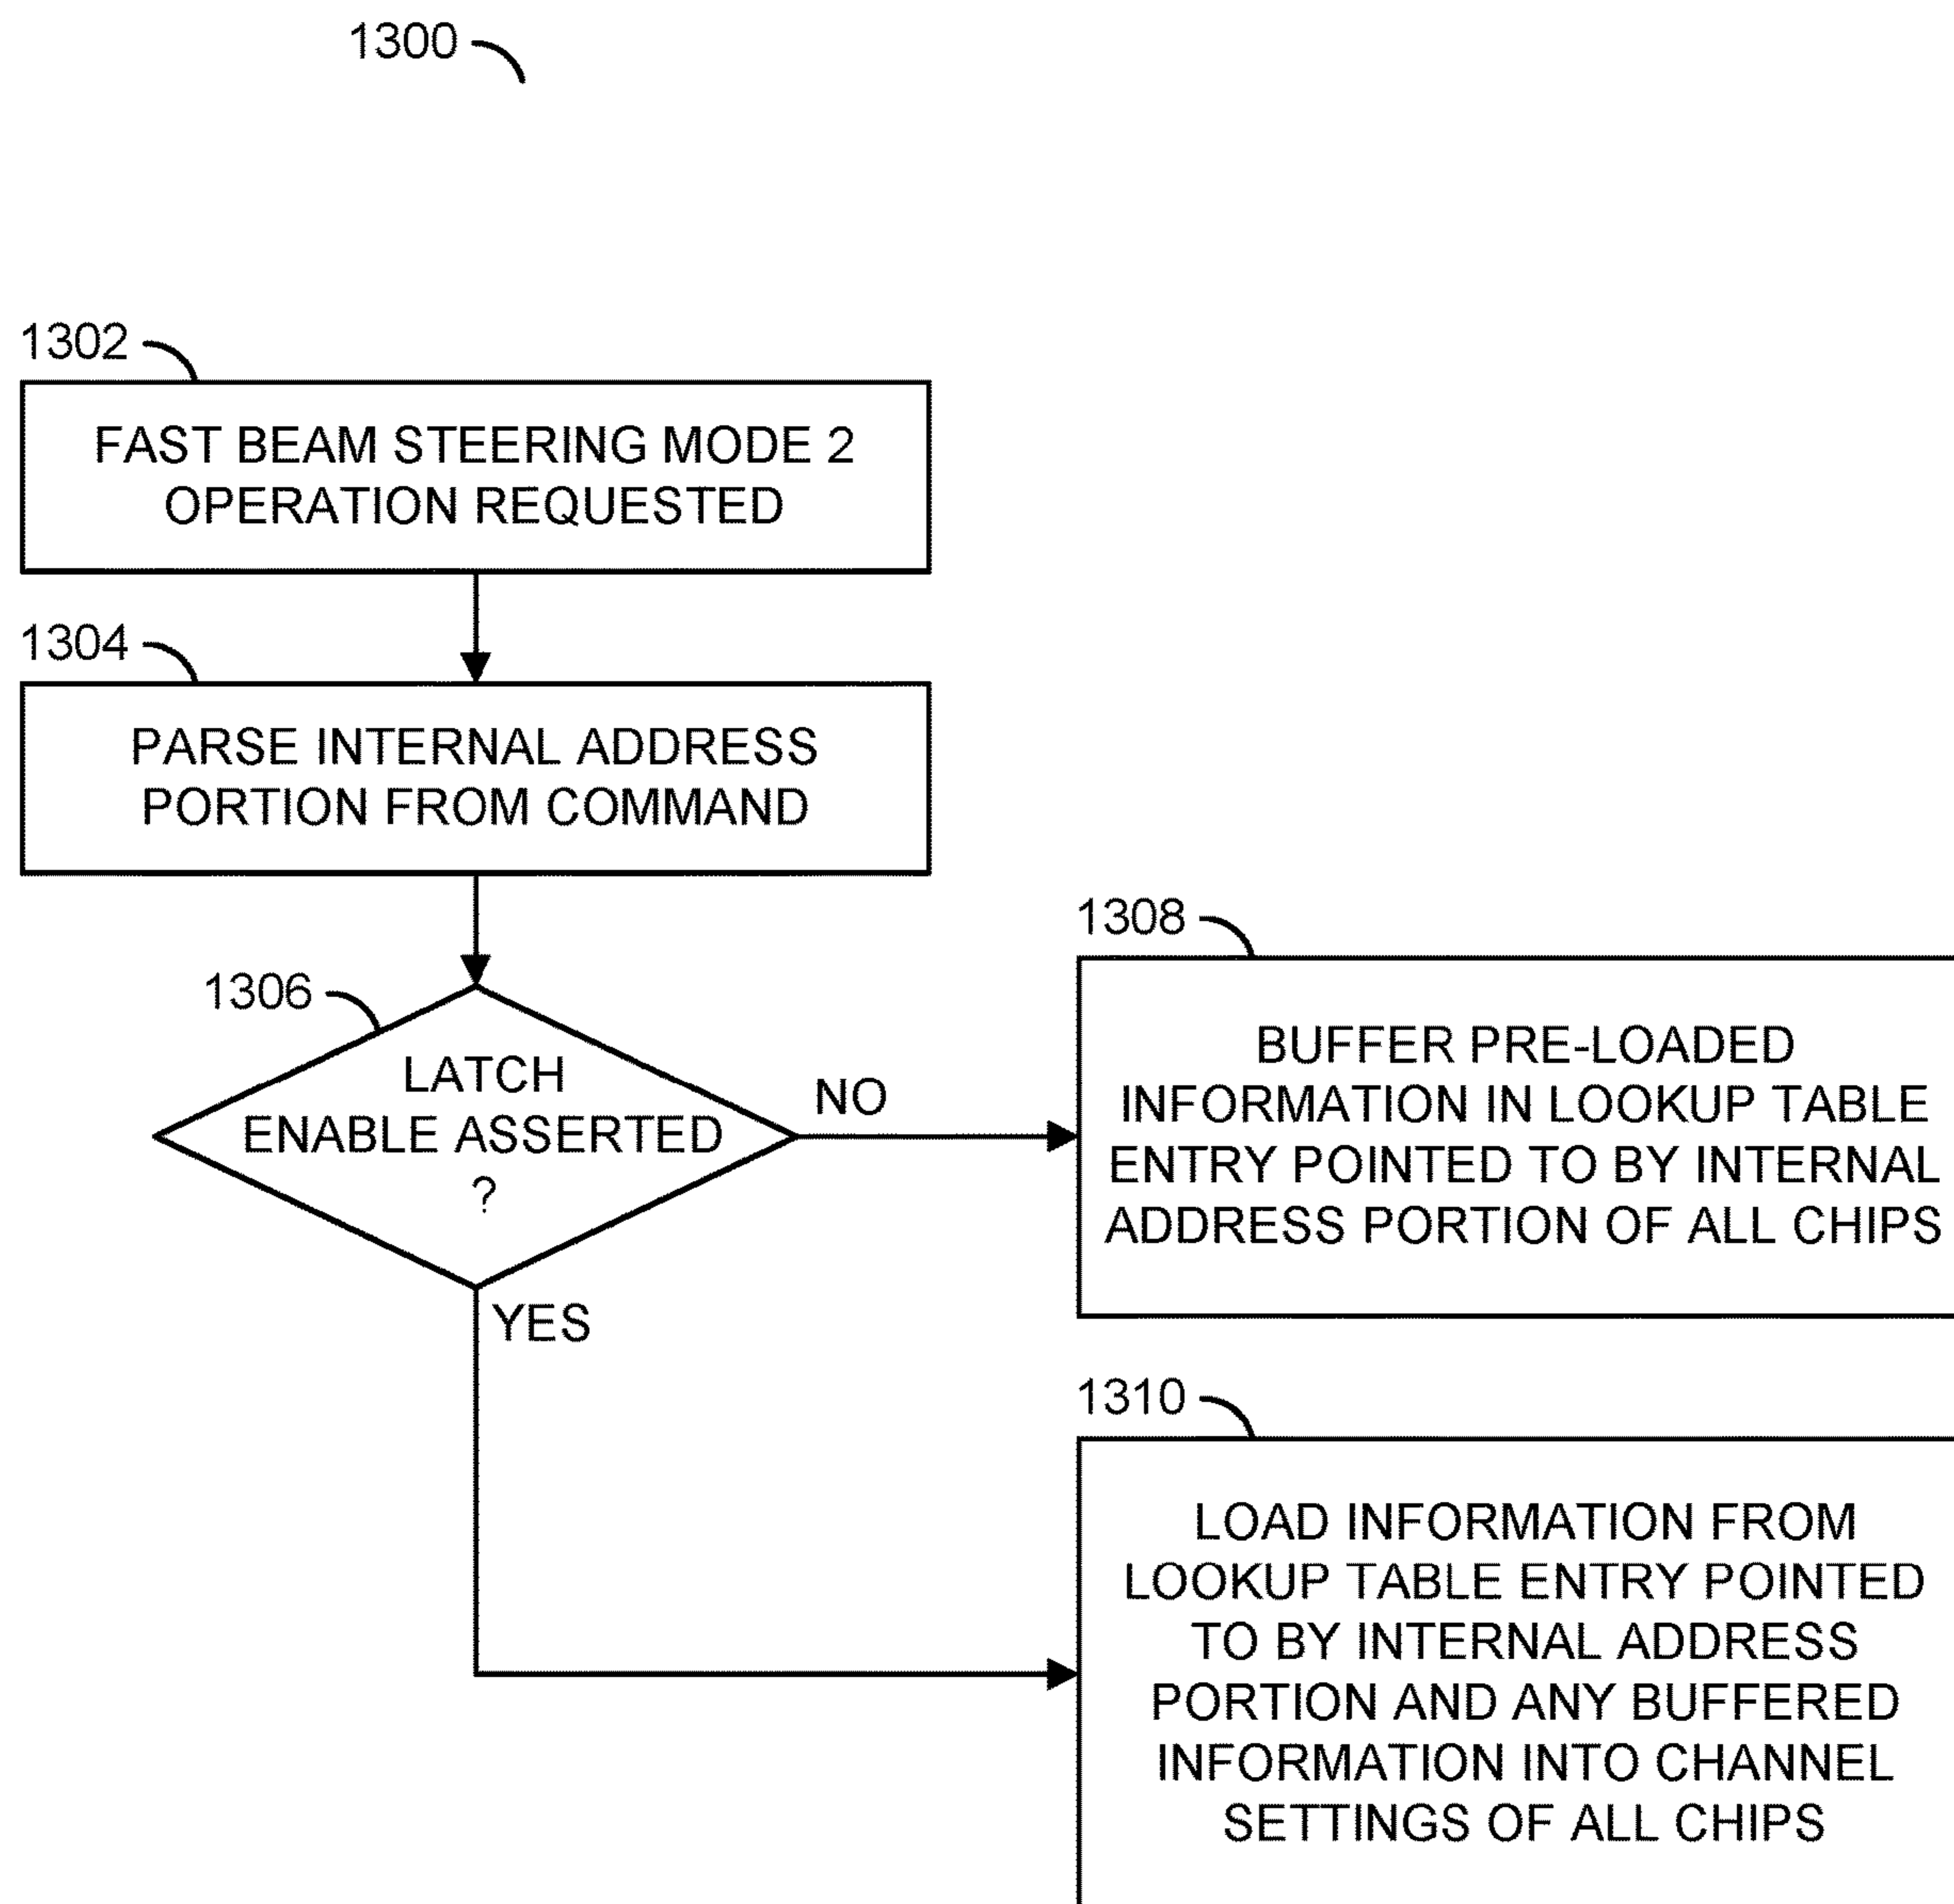 1300
1302
FAST BEAM STEERING MODE 2
OPERATION REQUESTED
1304
PARSE INTERNAL ADDRESS
PORTION FROM COMMAND
1306
LATCH
ENABLE ASSERTED
?
NO
YES
1308
BUFFER PRE-LOADED
INFORMATION IN LOOKUP TABLE
ENTRY POINTED TO BY INTERNAL
ADDRESS PORTION OF ALL CHIPS
1310
LOAD INFORMATION FROM
LOOKUP TABLE ENTRY POINTED
TO BY INTERNAL ADDRESS
PORTION AND ANY BUFFERED
INFORMATION INTO CHANNEL
SETTINGS OF ALL CHIPS